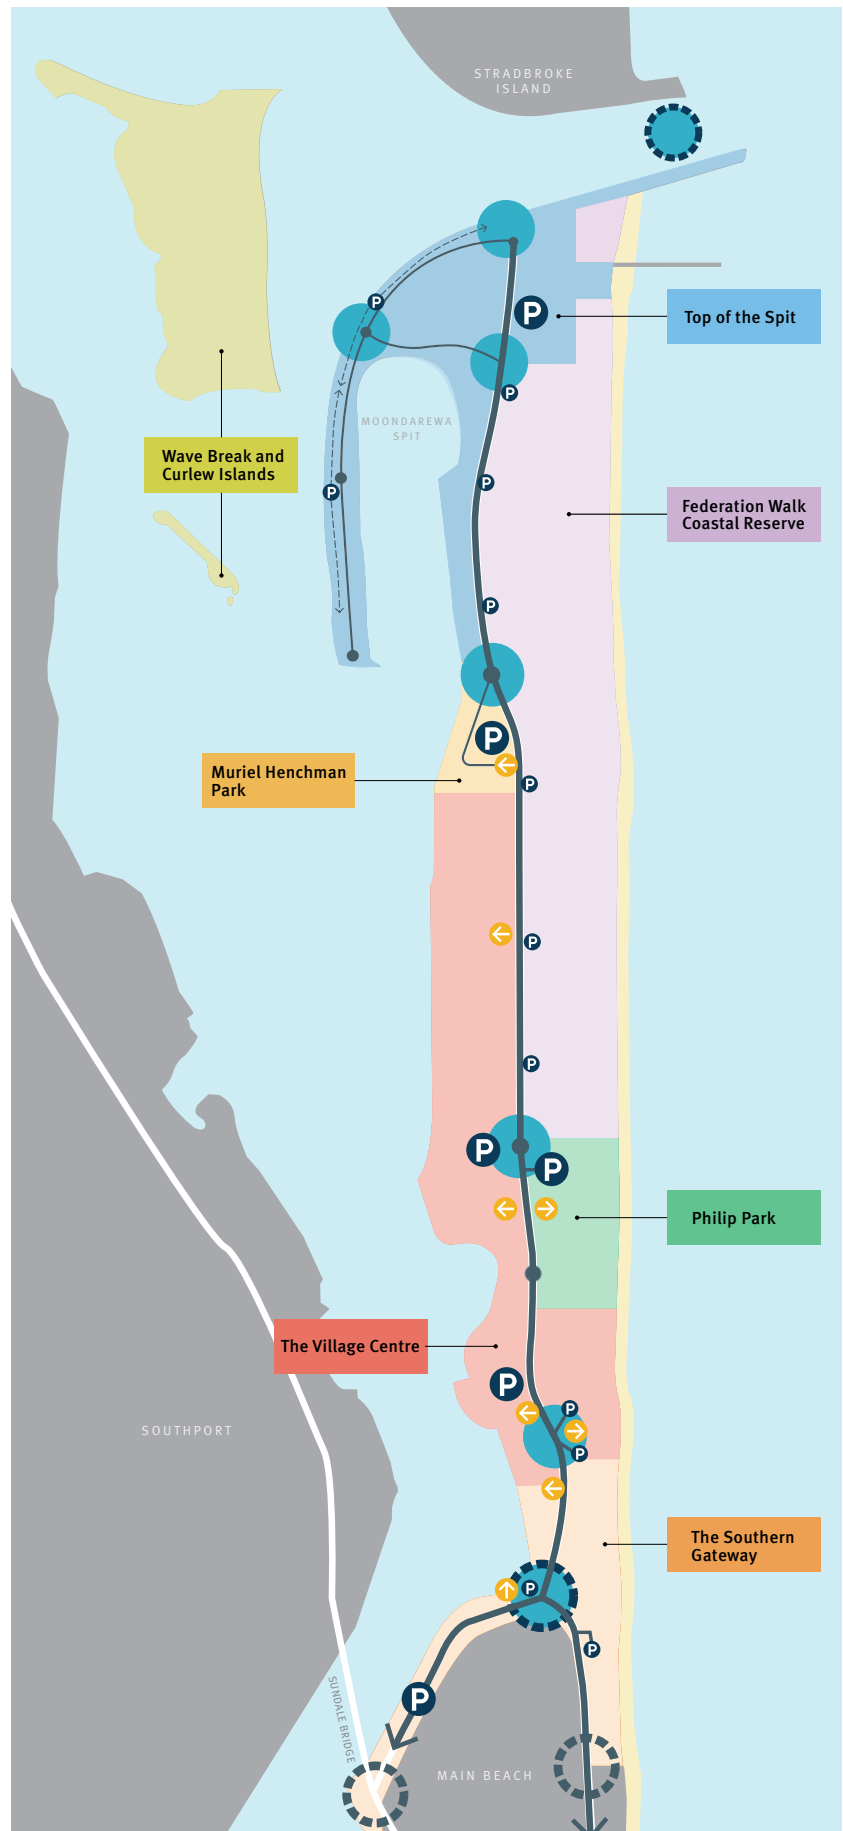 STRADBROKE
ISLAND
P
Top of the Spit
P
P
MOONDAREWA
SPIT
Wave Break and
Curlew Islands
P
P
Federation Walk
Coastal Reserve
P
P
Muriel Henchman
Park
P
P
P
P
P
Philip Park
The Village Centre
P
P
P
SOUTHPORT
The Southern
Gateway
P
P
P
SUNDALE BRIDGE
MAIN BEACH